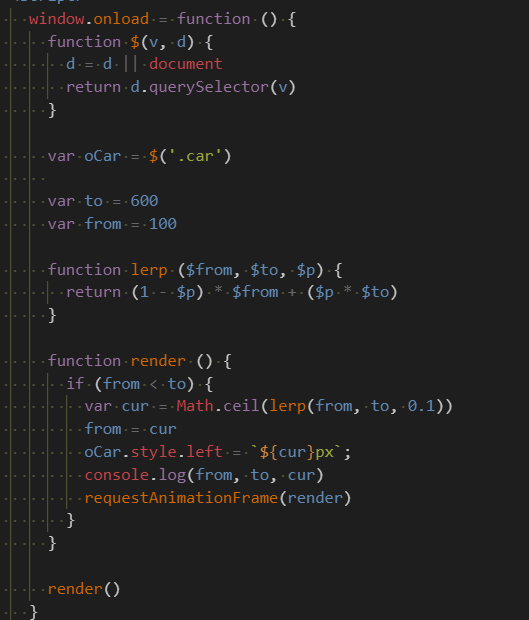 window.onload = function () {
function $(v, d) {
d = d || document
return d.querySelector(v)
}
var oCar = $('.car')
var to = 600
var from = 100
function lerp ($from, $to, $p) {
return (1 - $p) * $from + ($p * $to)
}
function render () {
if (from < to) {
var cur = Math.ceil(lerp(from, to, 0.1))
from = cur
oCar.style.left = `${cur}px`;
console.log(from, to, cur)
requestAnimationFrame(render)
}
}
render()
}